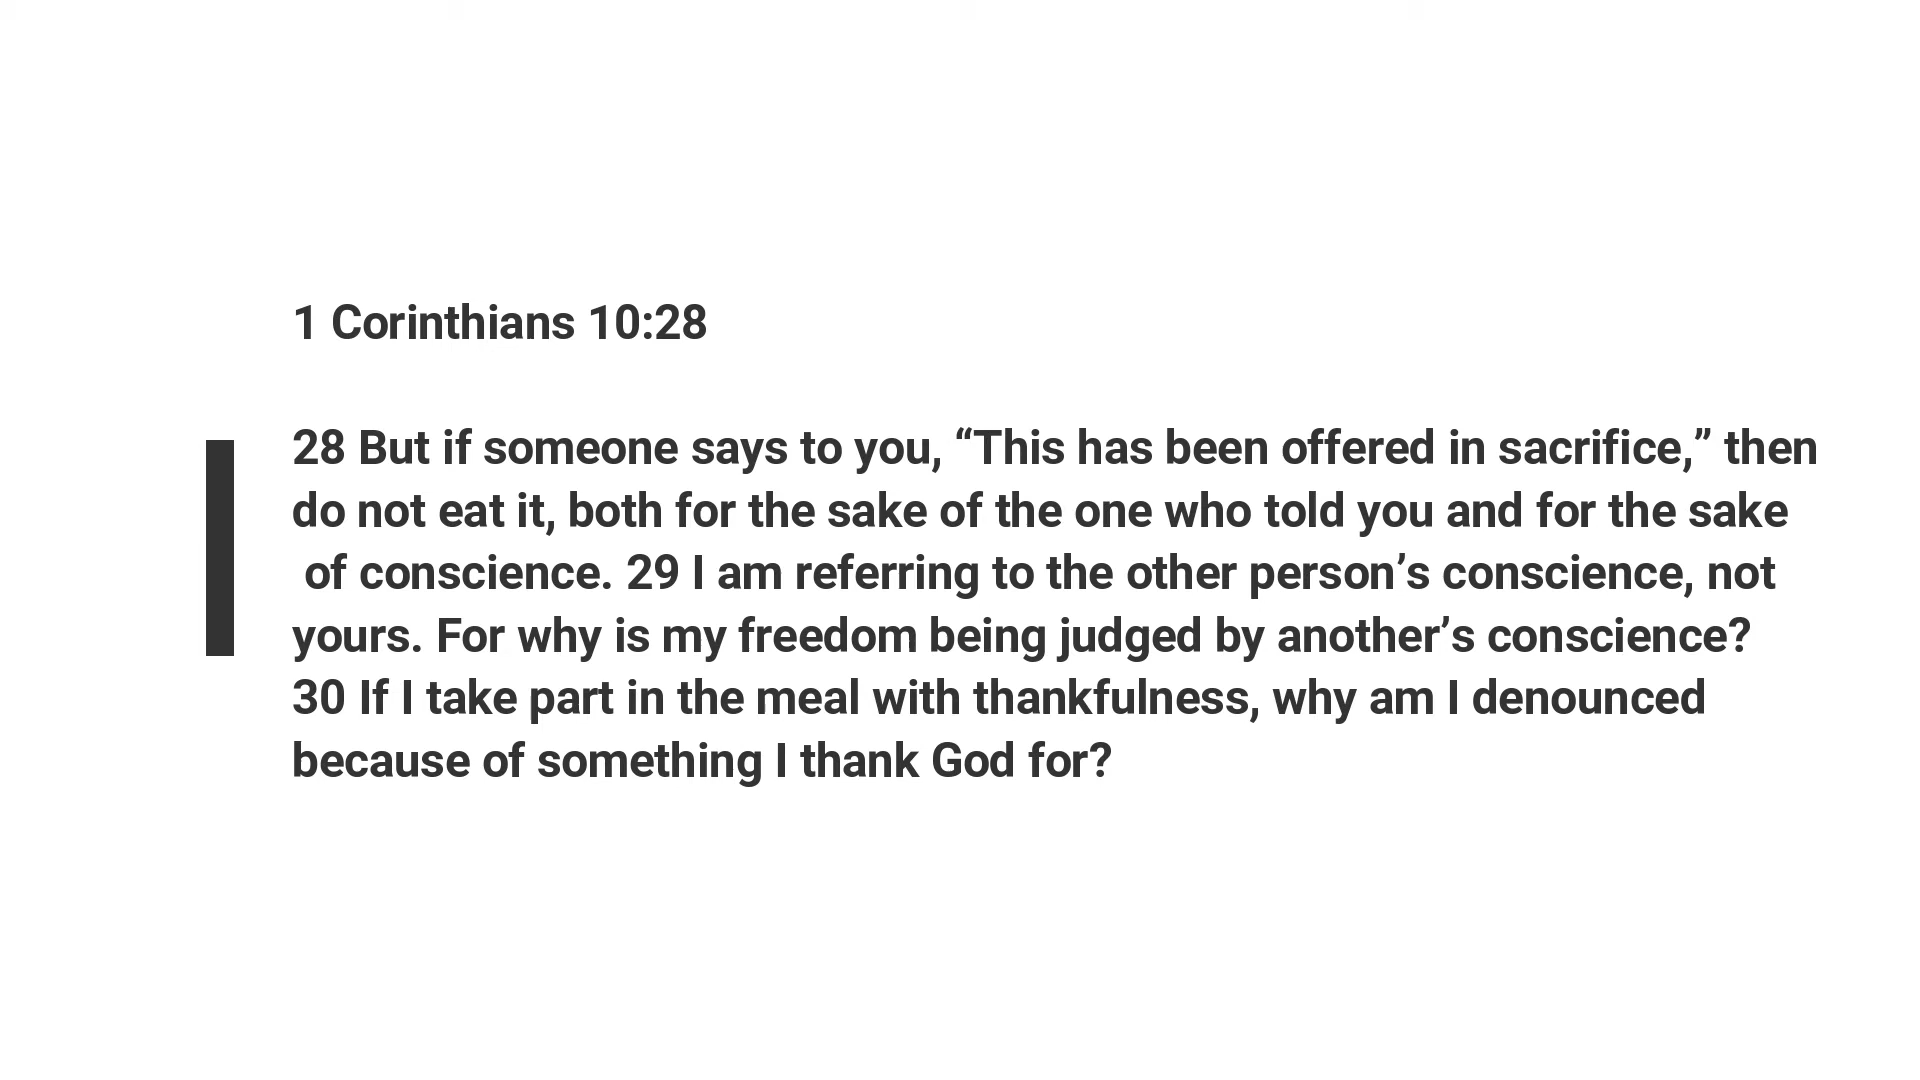 1 Corinthians 10:28
28 But if someone says to you, “This has been offered in sacrifice,” then
do not eat it, both for the sake of the one who told you and for the sake
of conscience. 29 I am referring to the other person’s conscience, not
yours. For why is my freedom being judged by another’s conscience?
30 If I take part in the meal with thankfulness, why am I denounced
because of something I thank God for?